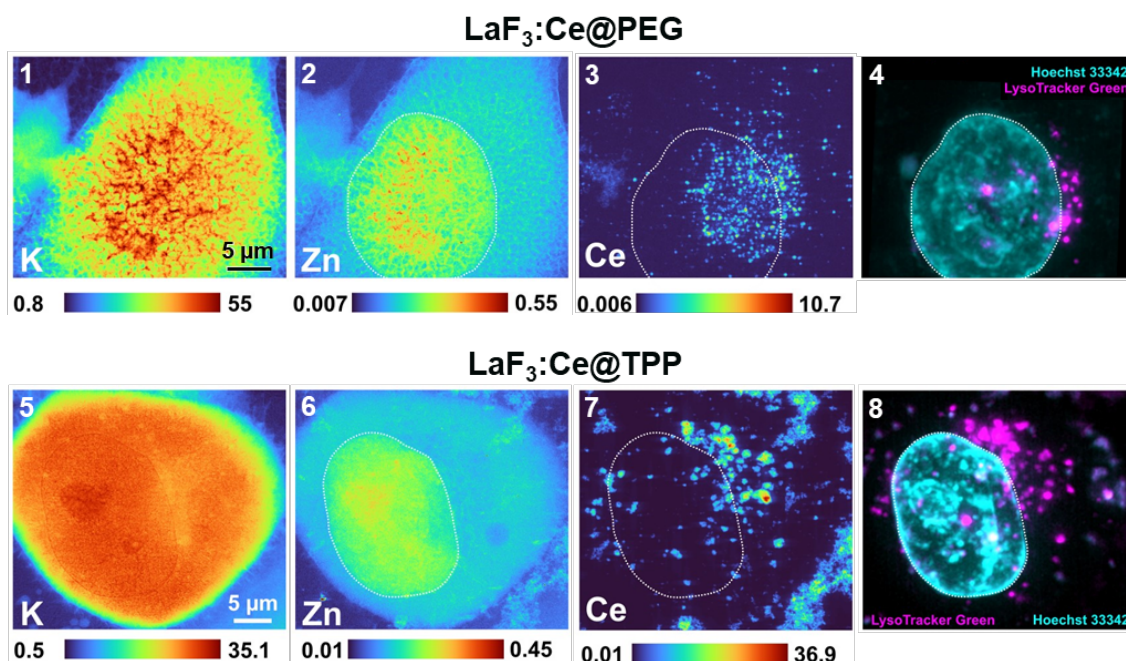 LaF₃:Ce@PEG
1
2
3
4
Hoechst 33342
LysoTracker Green
5 µm
K
Zn
Ce
0.8
55
0.007
0.55
0.006
10.7
LaF₃:Ce@TPP
5
6
7
8
5 µm
K
Zn
Ce
LysoTracker Green
Hoechst 33342
0.5
35.1
0.01
0.45
0.01
36.9